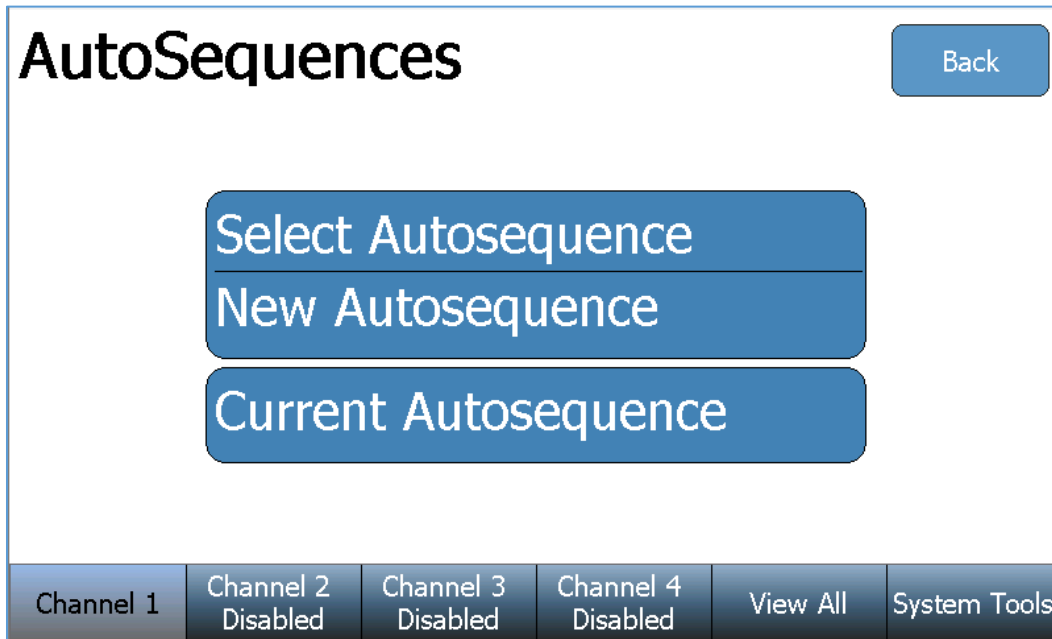 AutoSequences
Back
Select Autosequence
New Autosequence
Current Autosequence
Channel 1
Channel 2
Disabled
Channel 3
Disabled
Channel 4
Disabled
View All
System Tools